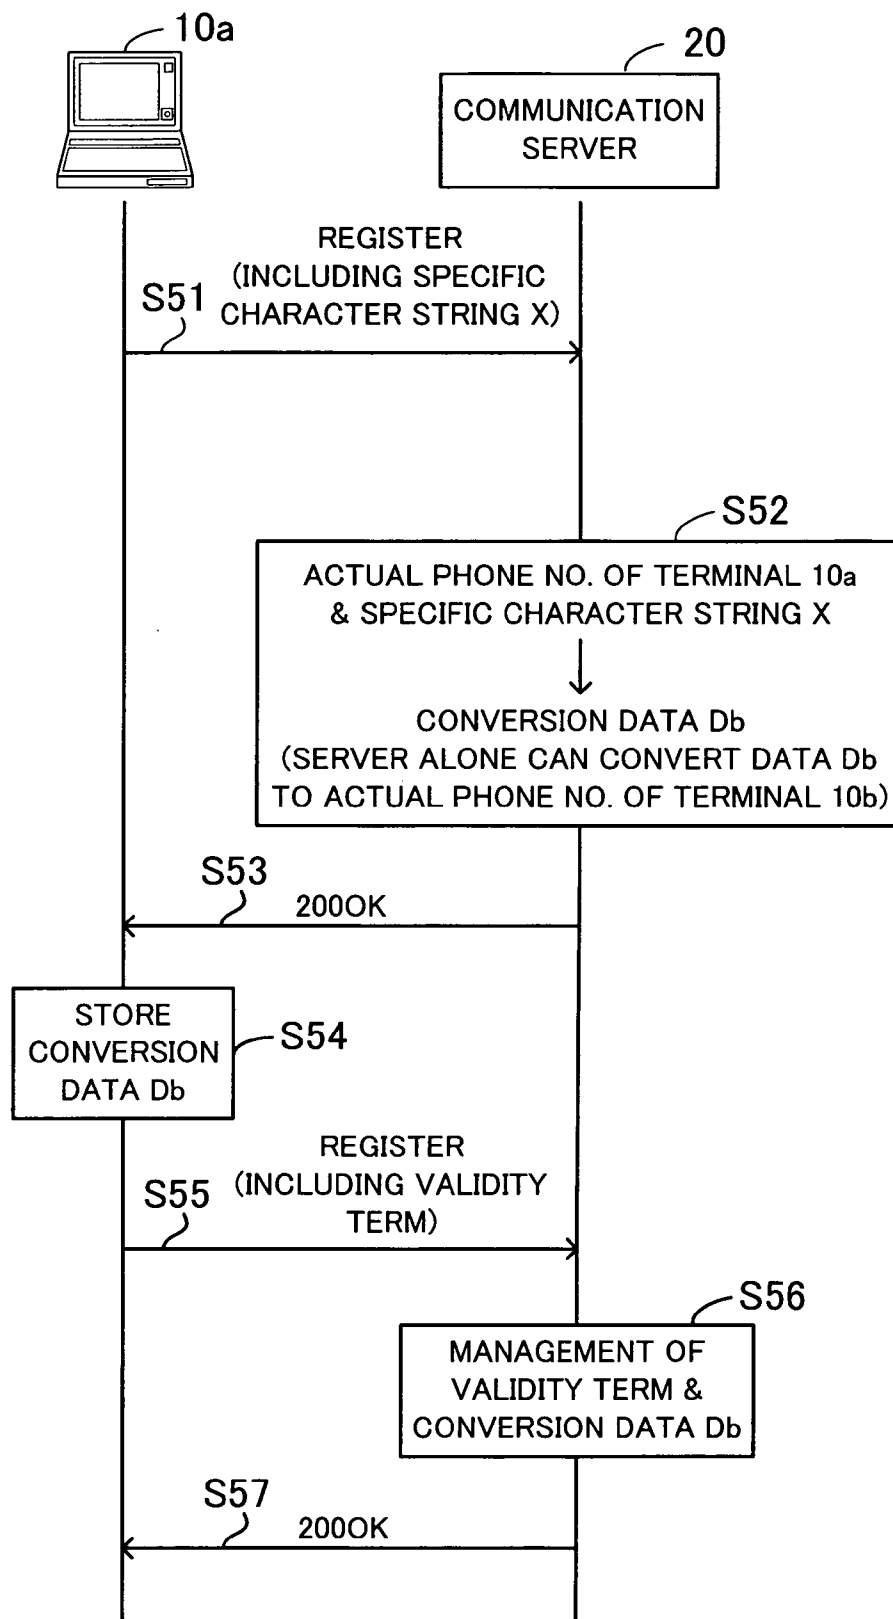 10a
20
COMMUNICATION
SERVER
REGISTER
(INCLUDING SPECIFIC
CHARACTER STRING X)
S51
S52
ACTUAL PHONE NO. OF TERMINAL 10a
& SPECIFIC CHARACTER STRING X
CONVERSION DATA Db
(SERVER ALONE CAN CONVERT DATA Db
TO ACTUAL PHONE NO. OF TERMINAL 10b)
S53
200OK
STORE
CONVERSION
DATA Db
S54
REGISTER
(INCLUDING VALIDITY
TERM)
S55
S56
MANAGEMENT OF
VALIDITY TERM &
CONVERSION DATA Db
S57
200OK